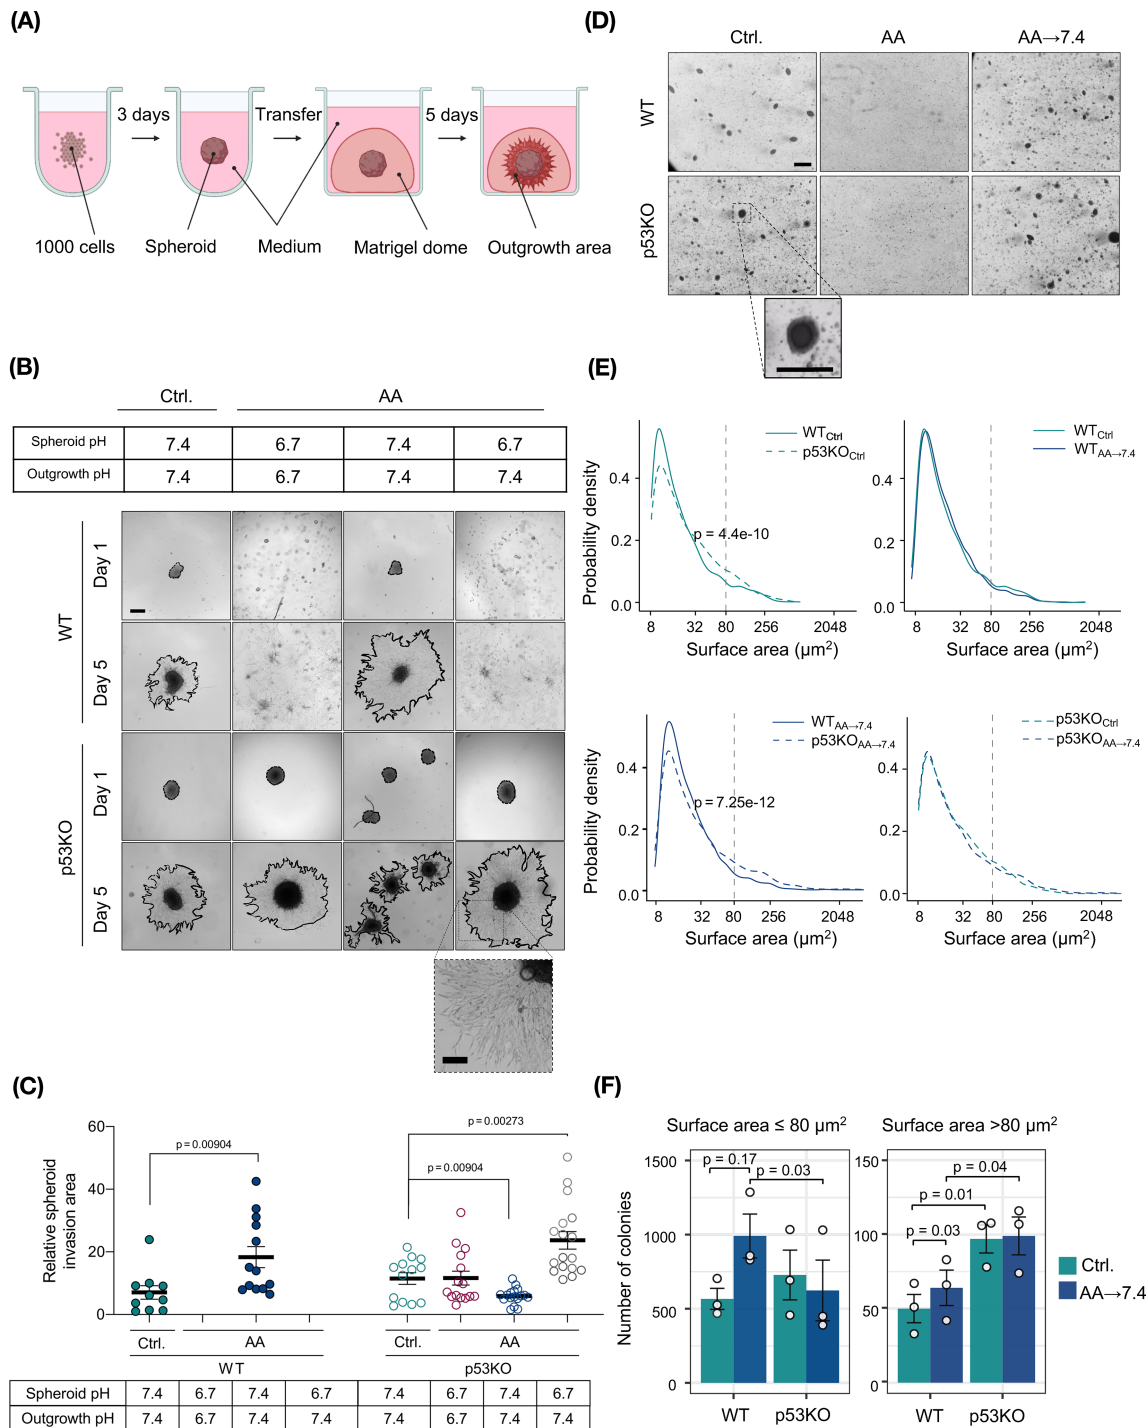 (A)
3 days
Transfer
5 days
1000 cells
Spheroid
Medium
Matrigel dome
Outgrowth area
(B)
Ctrl. AA
Spheroid pH 7.4 6.7 7.4 6.7
Outgrowth pH 7.4 6.7 7.4 7.4
WT
Day 1
Day 5
p53KO
Day 1
Day 5
(C)
Relative spheroid
invasion area
60
40
20
0
p = 0.00904
p = 0.00273
p = 0.00904
Ctrl. AA Ctrl. AA
WT p53KO
Spheroid pH 7.4 6.7 7.4 6.7 7.4 6.7 7.4 6.7
Outgrowth pH 7.4 6.7 7.4 7.4 7.4 6.7 7.4 7.4
(D)
Ctrl. AA AA→7.4
WT
p53KO
(E)
Probability density
0.4
0.2
0.0
WTCtrl
p53KOCtrl
p = 4.4e-10
8 32 80 256 2048
Surface area (µm2)
0.4
0.2
0.0
WTCtrl
WTAA→7.4
8 32 80 256 2048
Surface area (µm2)
Probability density
0.4
0.2
0.0
WTAA→7.4
p53KOAA→7.4
p = 7.25e-12
8 32 80 256 2048
Surface area (µm2)
0.4
0.2
0.0
p53KOCtrl
p53KOAA→7.4
8 32 80 256 2048
Surface area (µm2)
(F)
Surface area ≤ 80 µm2
Number of colonies
1500
1000
500
0
p = 0.17
p = 0.03
WT p53KO
Surface area >80 µm2
150
100
50
0
p = 0.04
p = 0.01
p = 0.03
WT p53KO
Ctrl.
AA→7.4